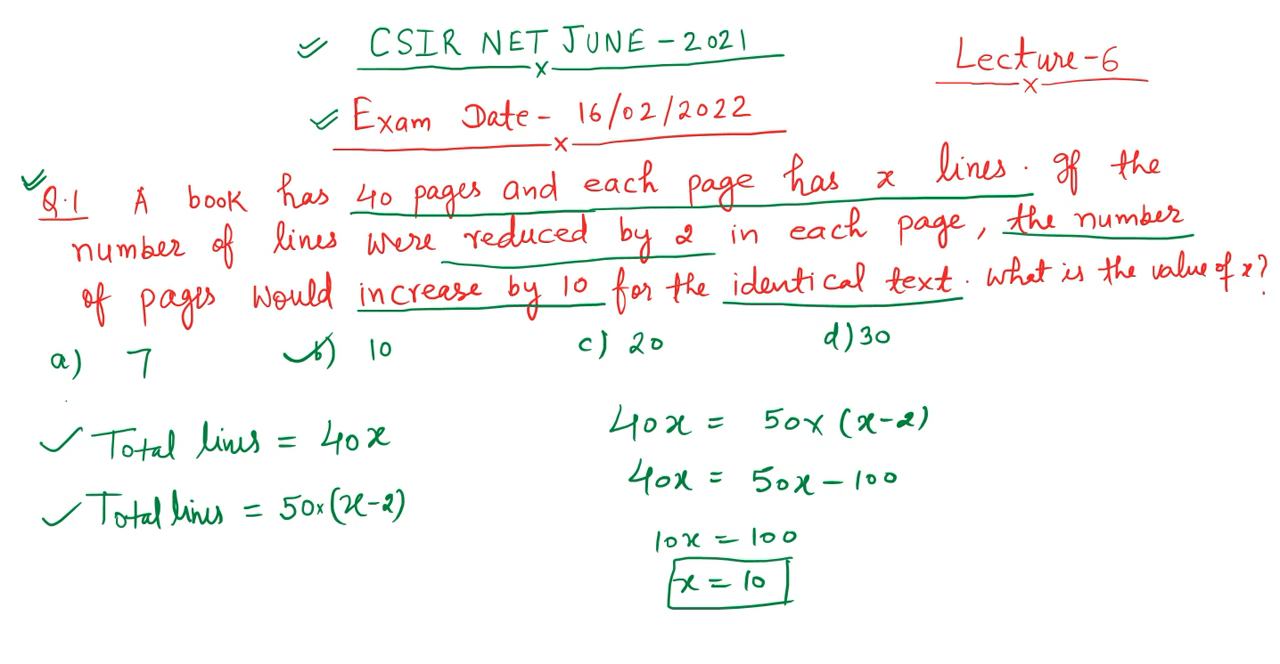 CSIR NET JUNE - 2021
Lecture-6
Exam Date - 16/02/2022
Q.1 A book has 40 pages and each page has x lines. If the
number of lines were reduced by 2 in each page, the number
of pages would increase by 10 for the identical text. What is the value of x?
a) 7 b) 10 c) 20 d) 30
Total lines = 40x
Total lines = 50×(x-2)
40x = 50×(x-2)
40x = 50x - 100
10x = 100
x = 10